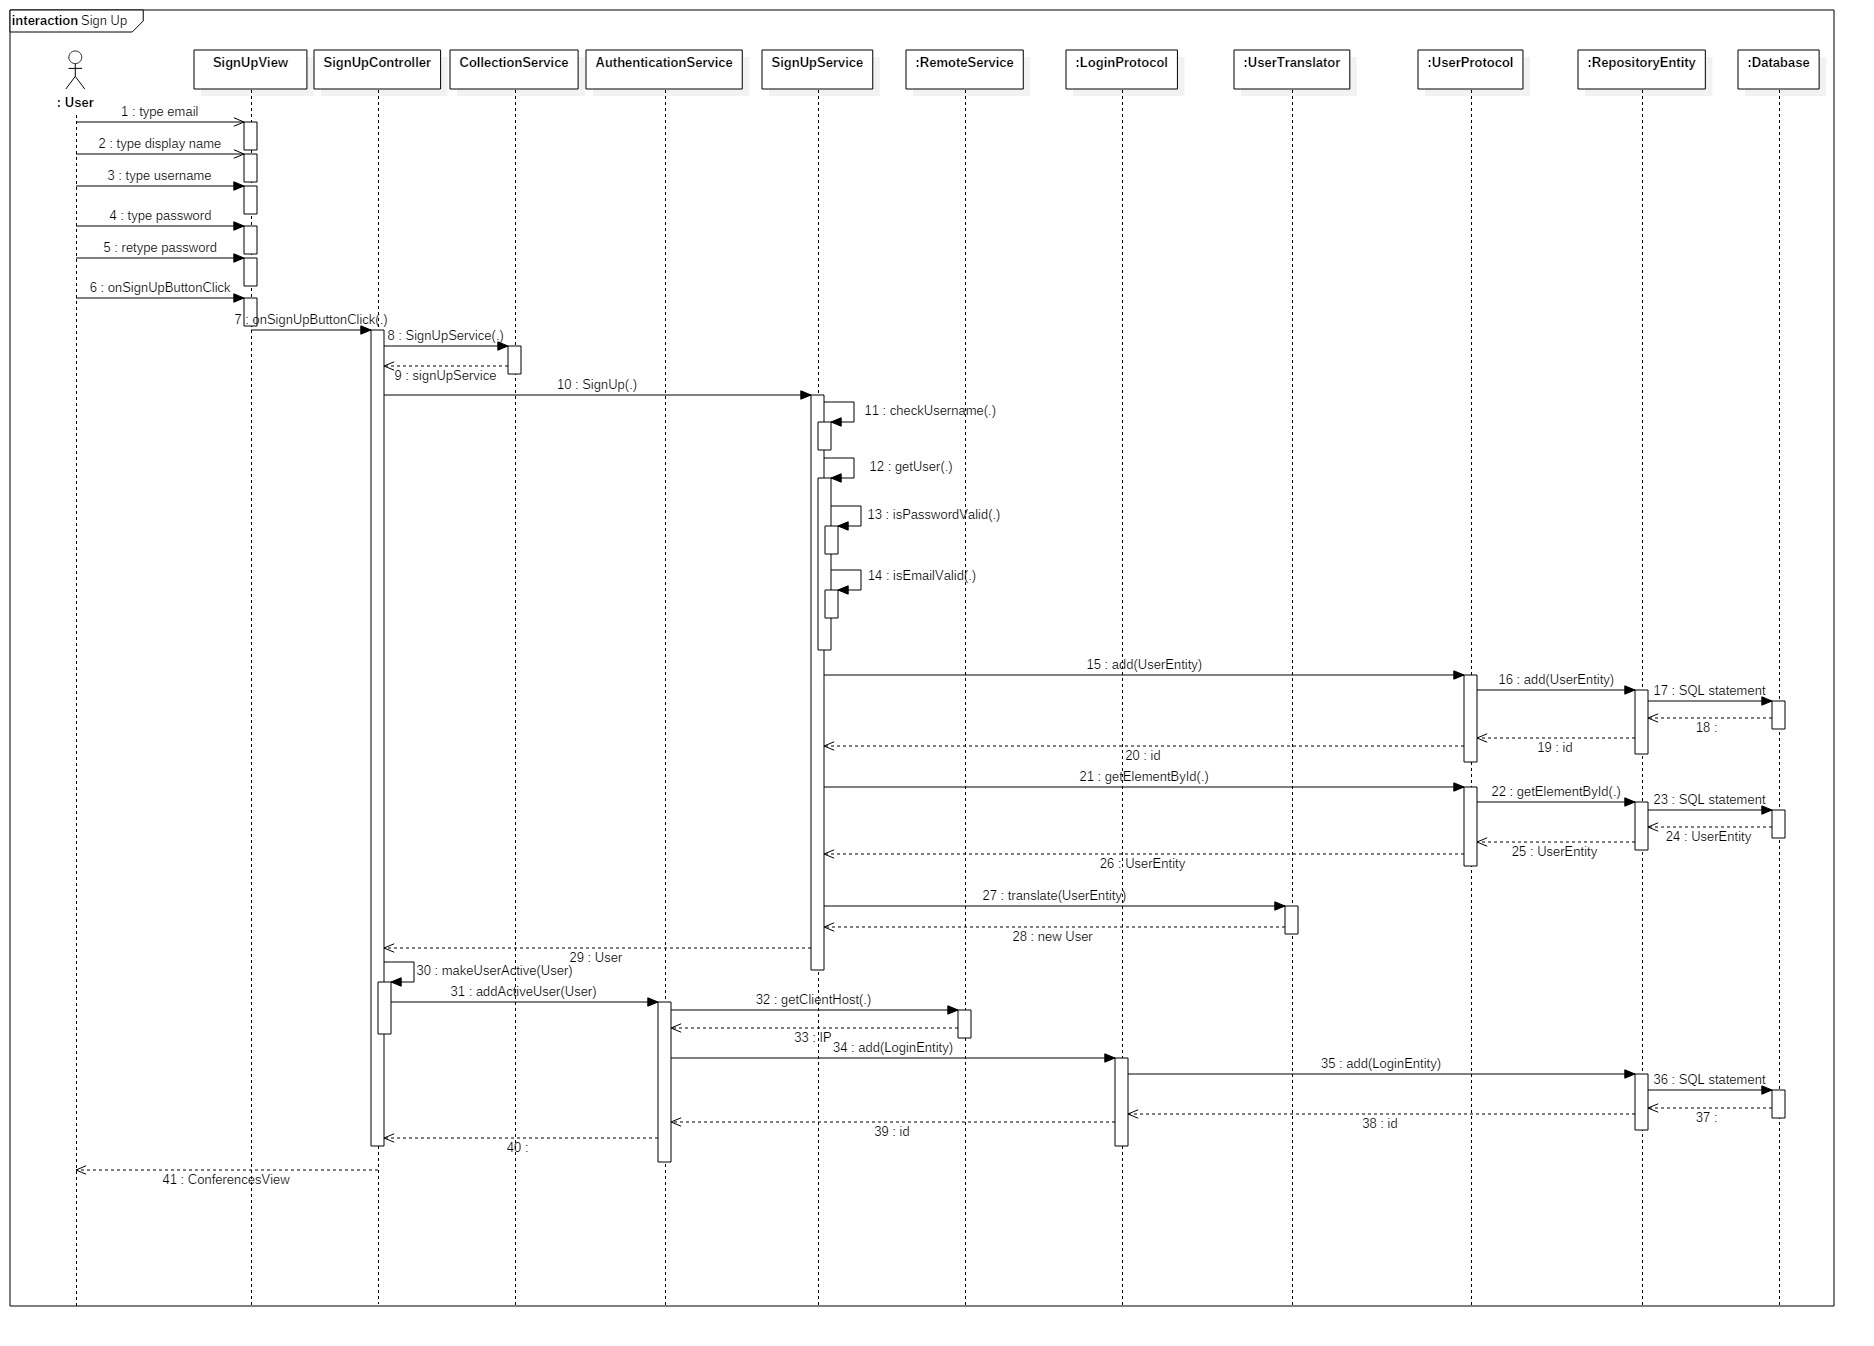 interaction Sign Up
SignUpView
SignUpController
CollectionService
AuthenticationService
SignUpService
:RemoteService
:LoginProtocol
:UserTranslator
:UserProtocol
:RepositoryEntity
:Database
: User
1 : type email
2 : type display name
3 : type username
4 : type password
5 : retype password
6 : onSignUpButtonClick
7 : onSignUpButtonClick(.)
8 : SignUpService(.)
9 : signUpService
10 : SignUp(.)
11 : checkUsername(.)
12 : getUser(.)
13 : isPasswordValid(.)
14 : isEmailValid(.)
15 : add(UserEntity)
16 : add(UserEntity)
17 : SQL statement
18 :
19 : id
20 : id
21 : getElementById(.)
22 : getElementById(.)
23 : SQL statement
24 : UserEntity
25 : UserEntity
26 : UserEntity
27 : translate(UserEntity)
28 : new User
29 : User
30 : makeUserActive(User)
31 : addActiveUser(User)
32 : getClientHost(.)
33 : IP
34 : add(LoginEntity)
35 : add(LoginEntity)
36 : SQL statement
37 :
38 : id
39 : id
40 :
41 : ConferencesView